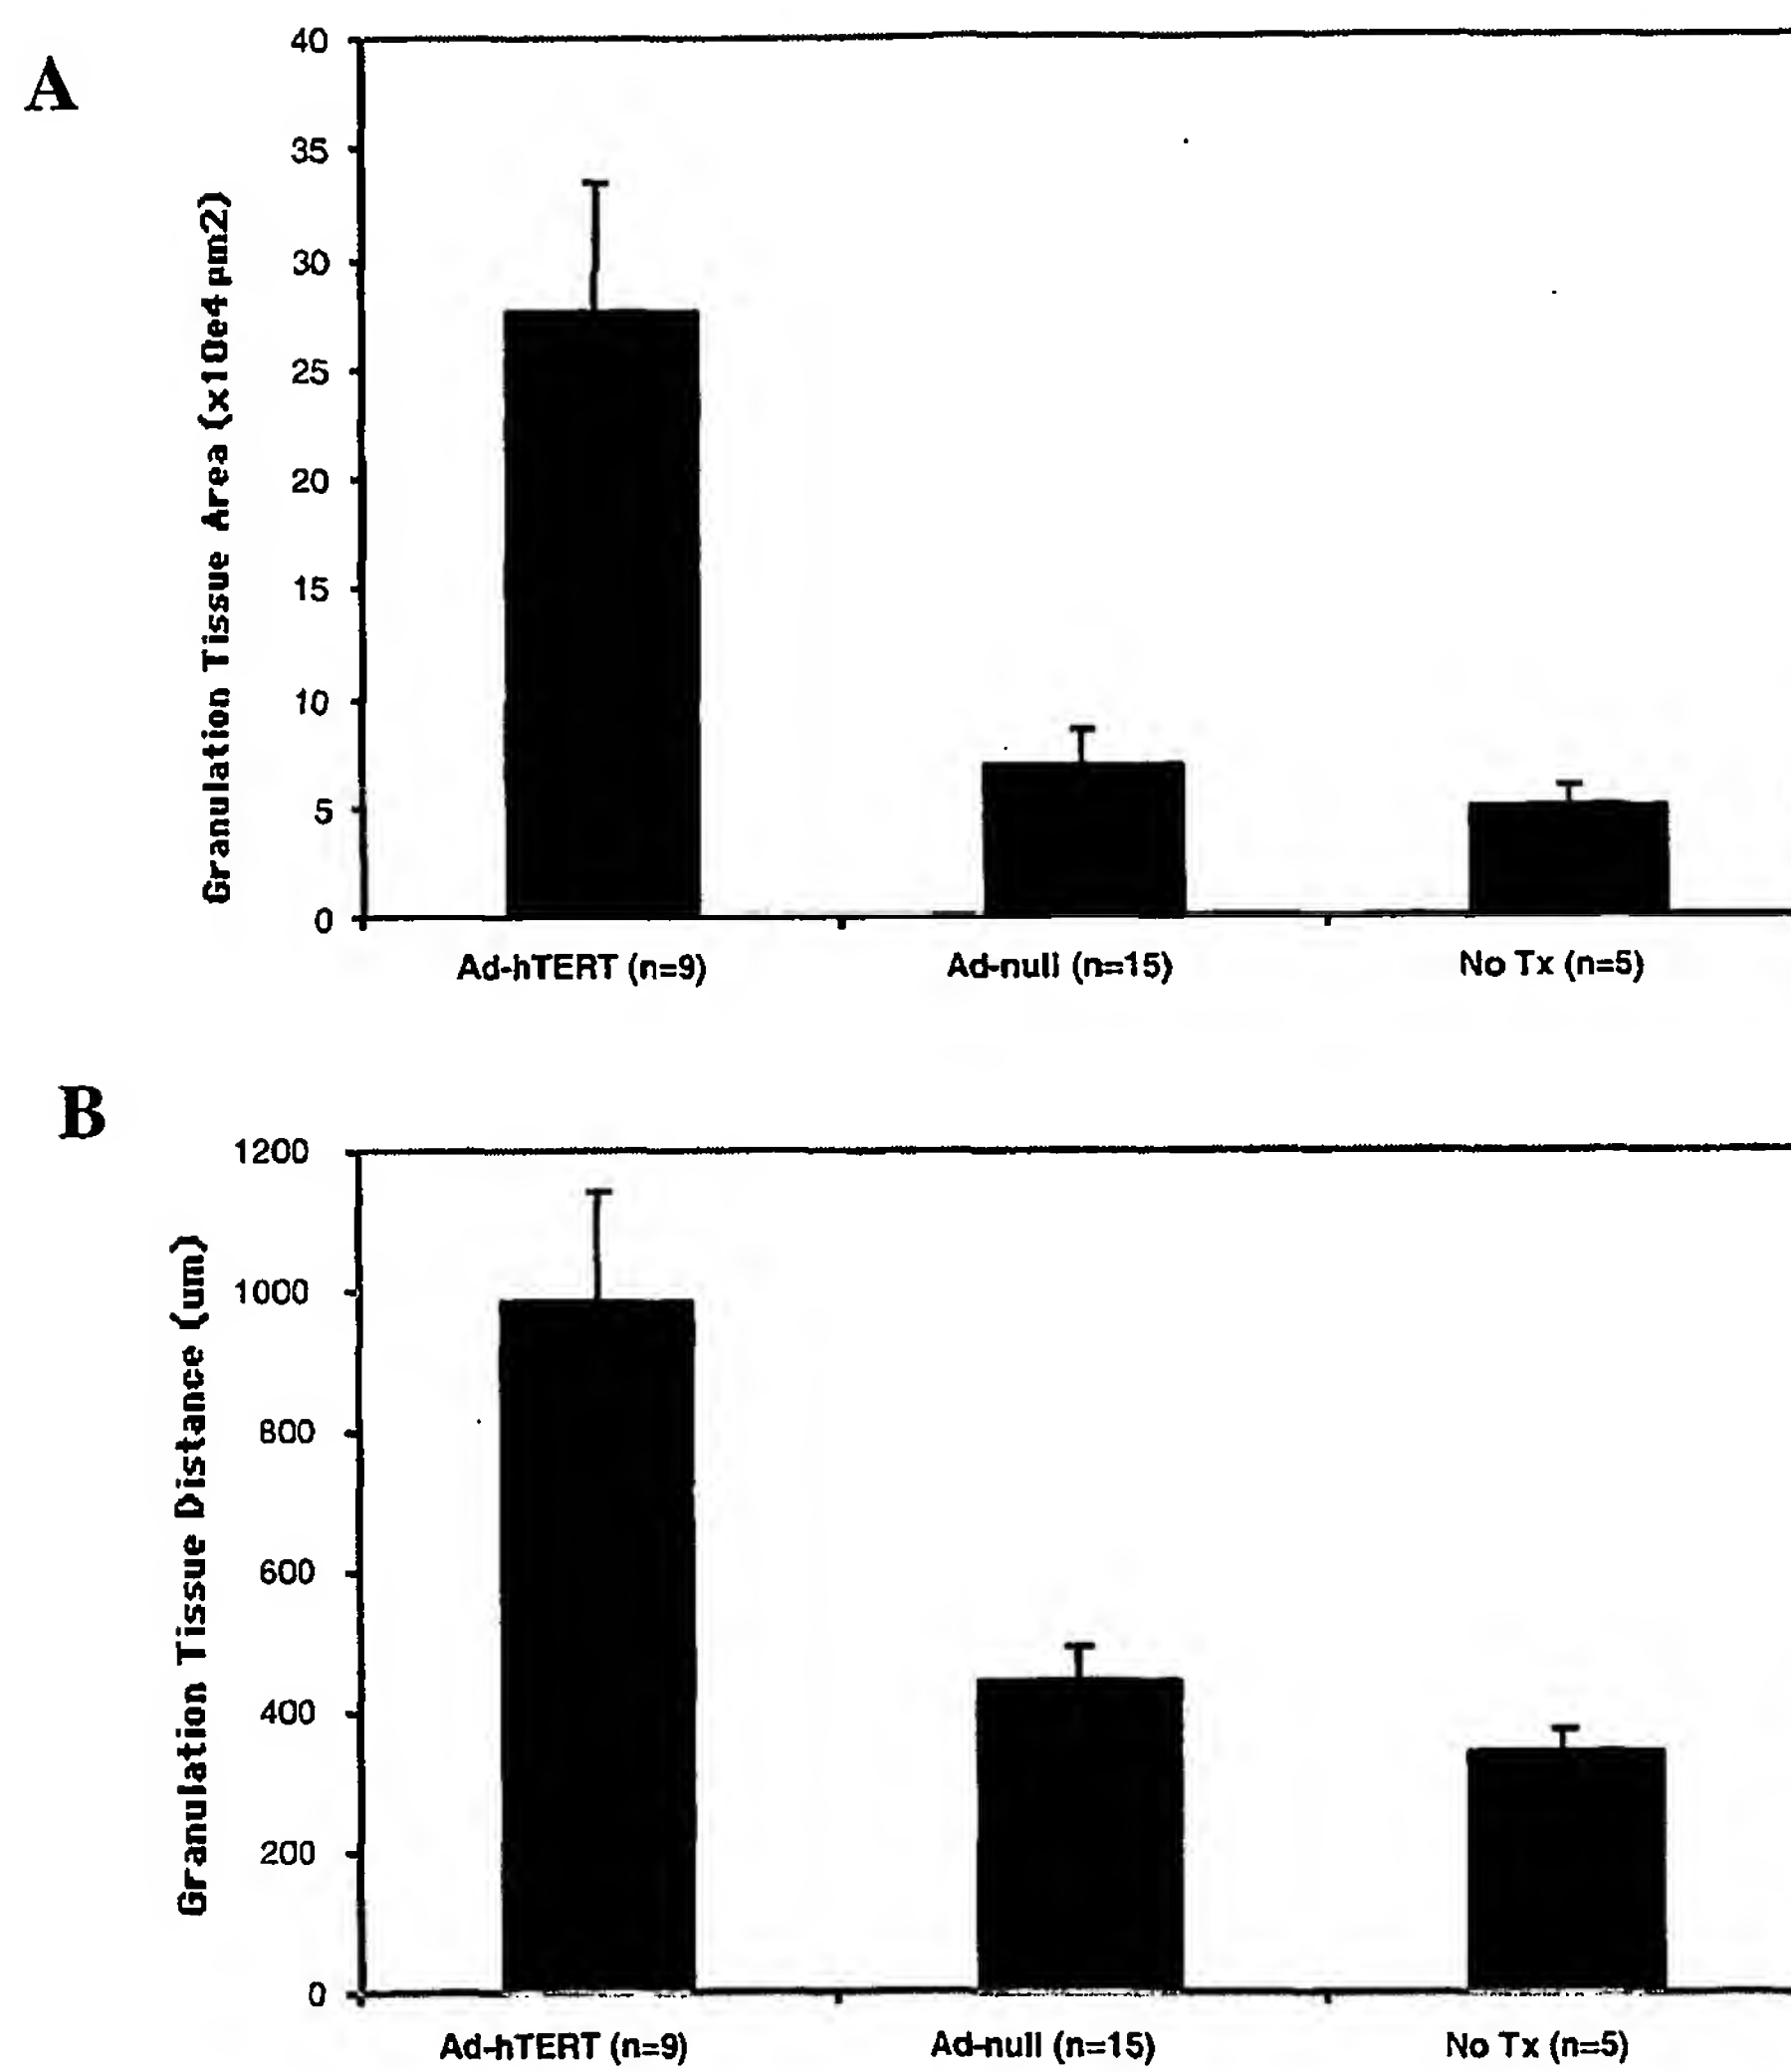 A
40
35
30
25
20
15
10
5
0
Granulation Tissue Area (x10e4 µm2)
Ad-hTERT (n=9)
Ad-null (n=15)
No Tx (n=5)
B
1200
1000
800
600
400
200
0
Granulation Tissue Distance (um)
Ad-hTERT (n=9)
Ad-null (n=15)
No Tx (n=5)